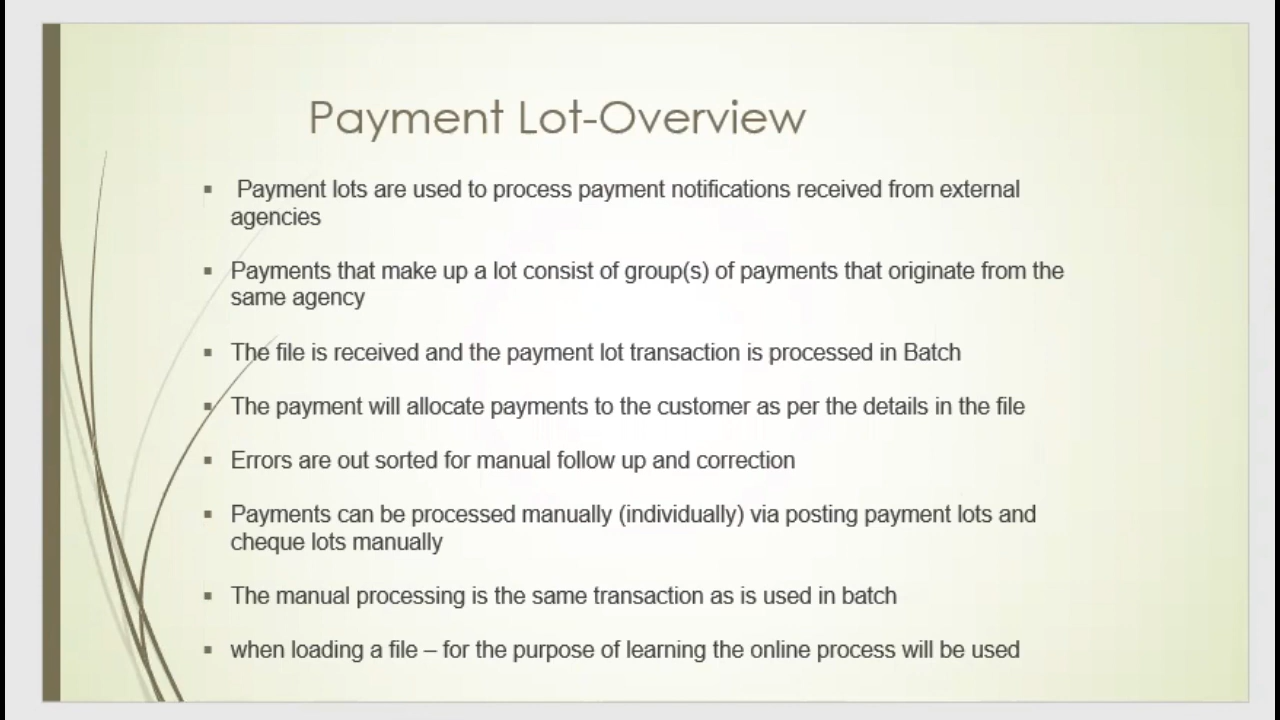 Payment Lot-Overview
▪ Payment lots are used to process payment notifications received from external
agencies
▪ Payments that make up a lot consist of group(s) of payments that originate from the
same agency
▪ The file is received and the payment lot transaction is processed in Batch
▪ The payment will allocate payments to the customer as per the details in the file
▪ Errors are out sorted for manual follow up and correction
▪ Payments can be processed manually (individually) via posting payment lots and
cheque lots manually
▪ The manual processing is the same transaction as is used in batch
▪ when loading a file – for the purpose of learning the online process will be used